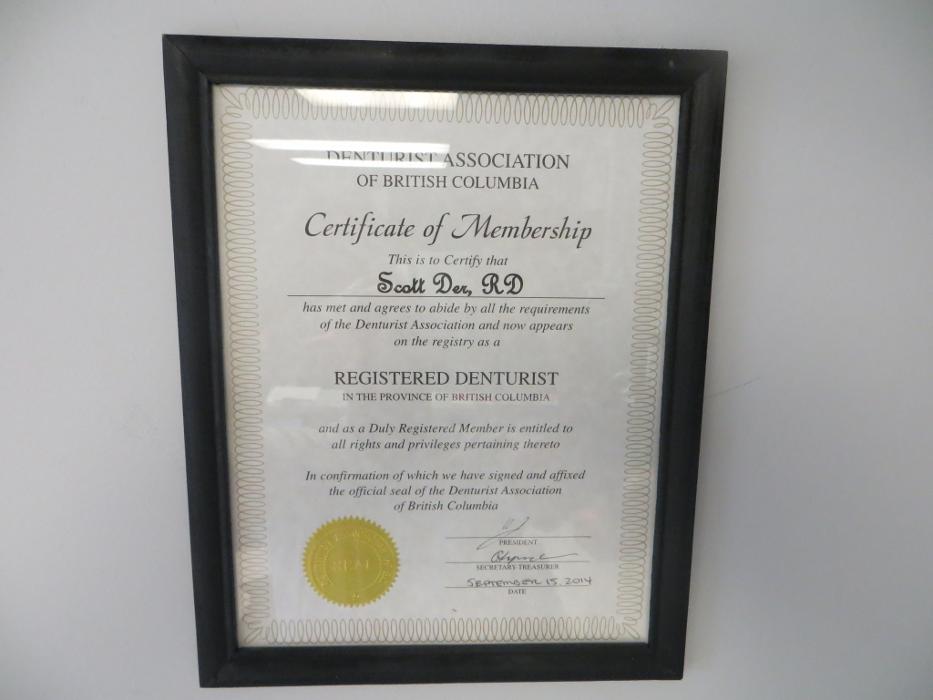 DENTURIST ASSOCIATION
OF BRITISH COLUMBIA
Certificate of Membership
This is to Certify that
Scott Der, RD
has met and agrees to abide by all the requirements
of the Denturist Association and now appears
on the registry as a
REGISTERED DENTURIST
IN THE PROVINCE OF BRITISH COLUMBIA
and as a Duly Registered Member is entitled to
all rights and privileges pertaining thereto
In confirmation of which we have signed and affixed
the official seal of the Denturist Association
of British Columbia
PRESIDENT
SECRETARY-TREASURER
SEPTEMBER 15, 2014
DATE
SEAL